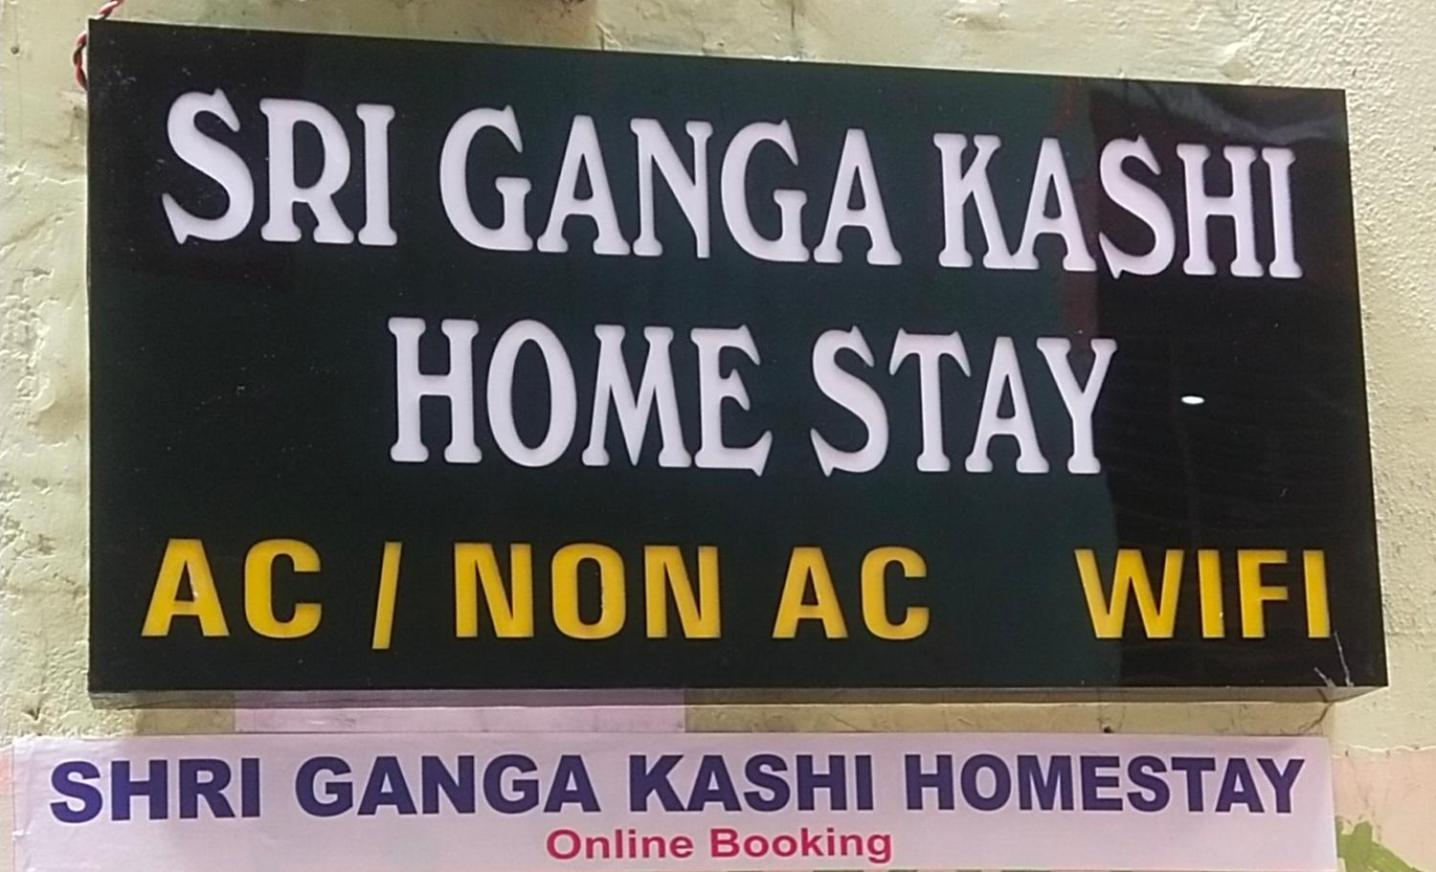 SRI GANGA KASHI
HOME STAY
AC / NON AC WIFI
SHRI GANGA KASHI HOMESTAY
Online Booking